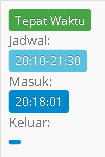 Tepat Waktu
Jadwal:
20:10-21:30
Masuk:
20:18:01
Keluar: